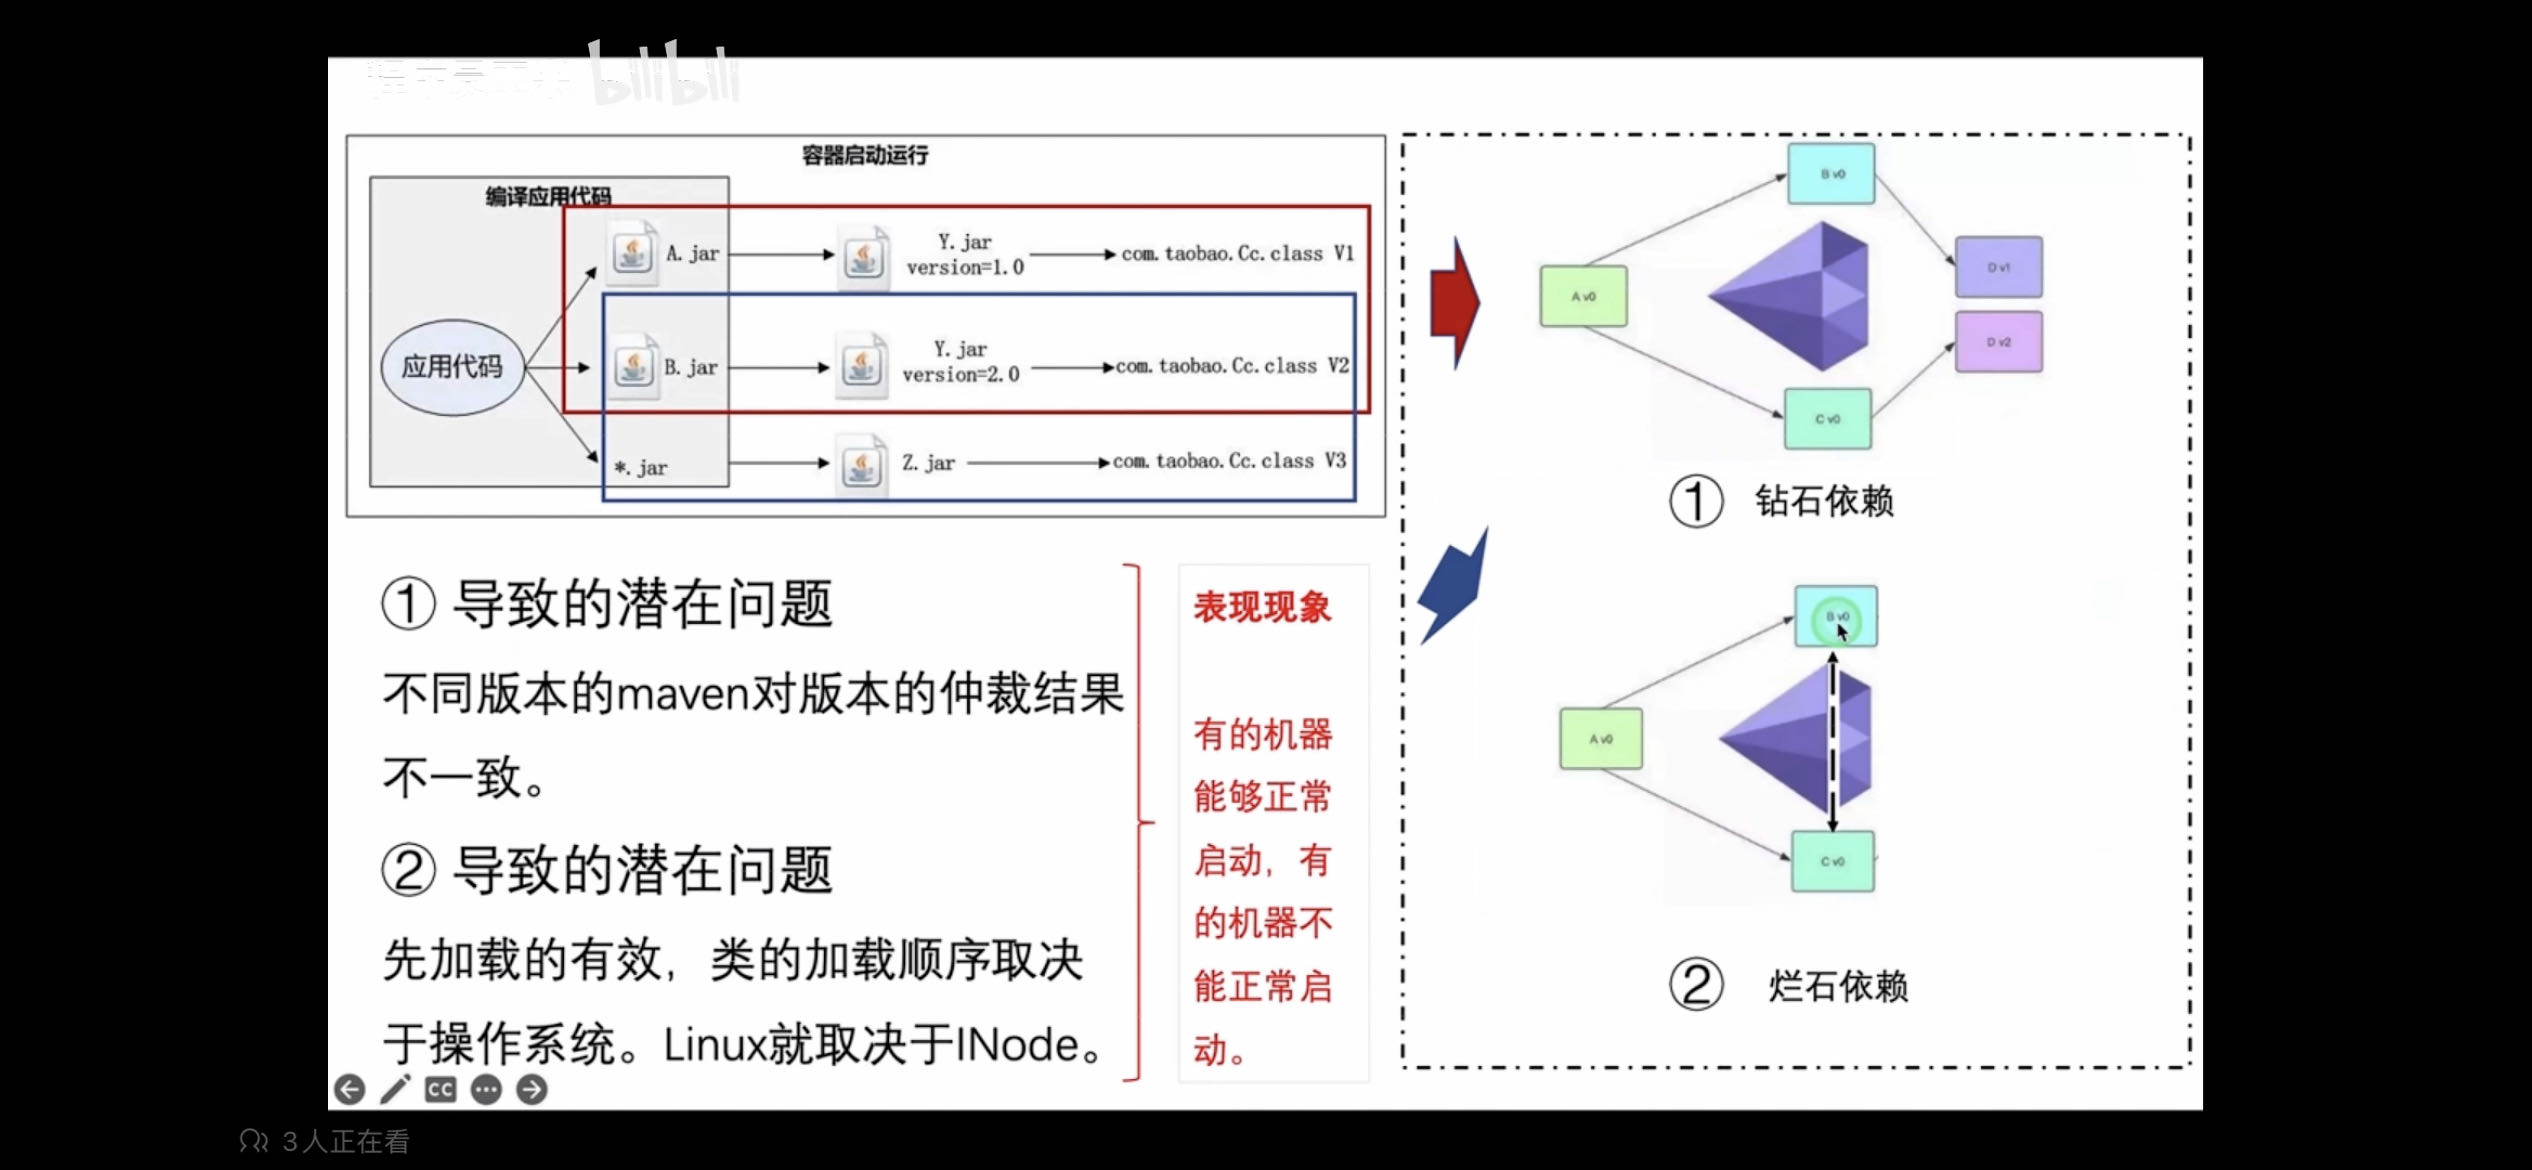 bilibili
容器启动运行
编译应用代码
应用代码
A.jar
Y.jar
version=1.0
com.taobao.Cc.class V1
B.jar
Y.jar
version=2.0
com.taobao.Cc.class V2
*.jar
Z.jar
com.taobao.Cc.class V3
① 导致的潜在问题
不同版本的maven对版本的仲裁结果
不一致。
② 导致的潜在问题
先加载的有效，类的加载顺序取决
于操作系统。Linux就取决于INode。
表现现象
有的机器
能够正常
启动，有
的机器不
能正常启
动。
B v0
A v0
D v1
D v2
C v0
① 钻石依赖
B v0
A v0
C v0
② 烂石依赖
CC
3人正在看